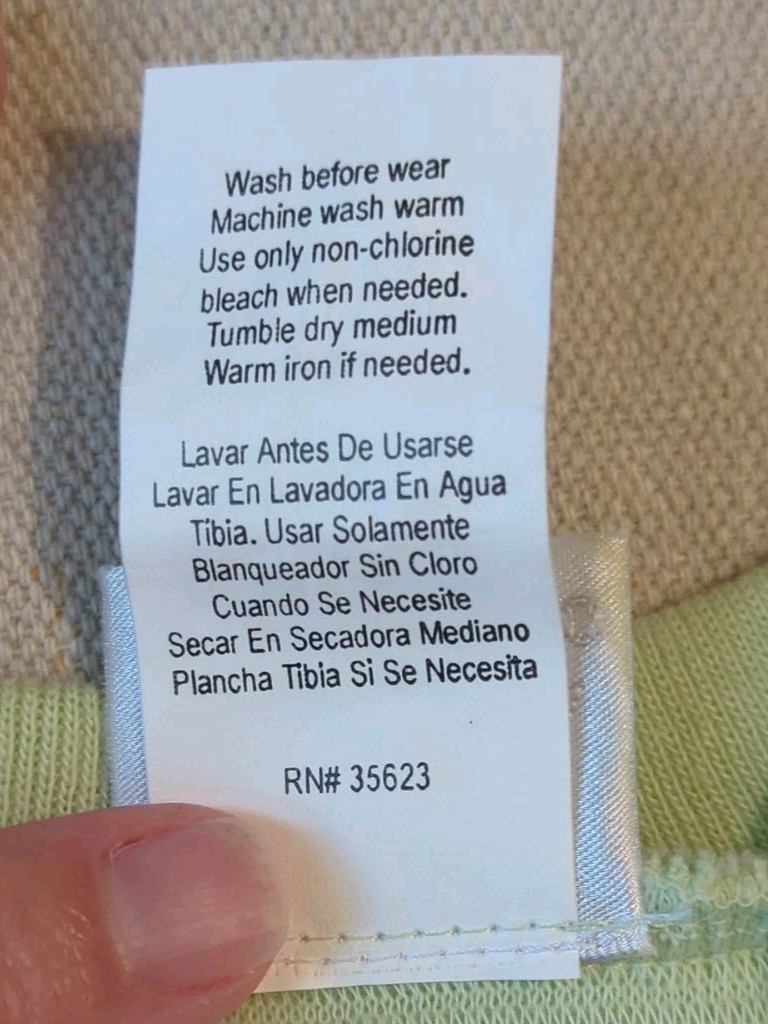 Wash before wear
Machine wash warm
Use only non-chlorine
bleach when needed.
Tumble dry medium
Warm iron if needed.
Lavar Antes De Usarse
Lavar En Lavadora En Agua
Tibia. Usar Solamente
Blanqueador Sin Cloro
Cuando Se Necesite
Secar En Secadora Mediano
Plancha Tibia Si Se Necesita
RN# 35623